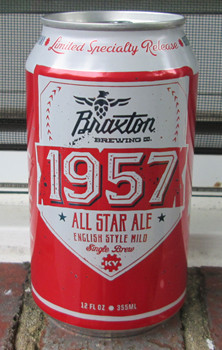 Limited Specialty Release
Braxton
BREWING CO.
1957
ALL STAR ALE
ENGLISH STYLE MILD
Single Brew
KY
12 FL OZ 355ML